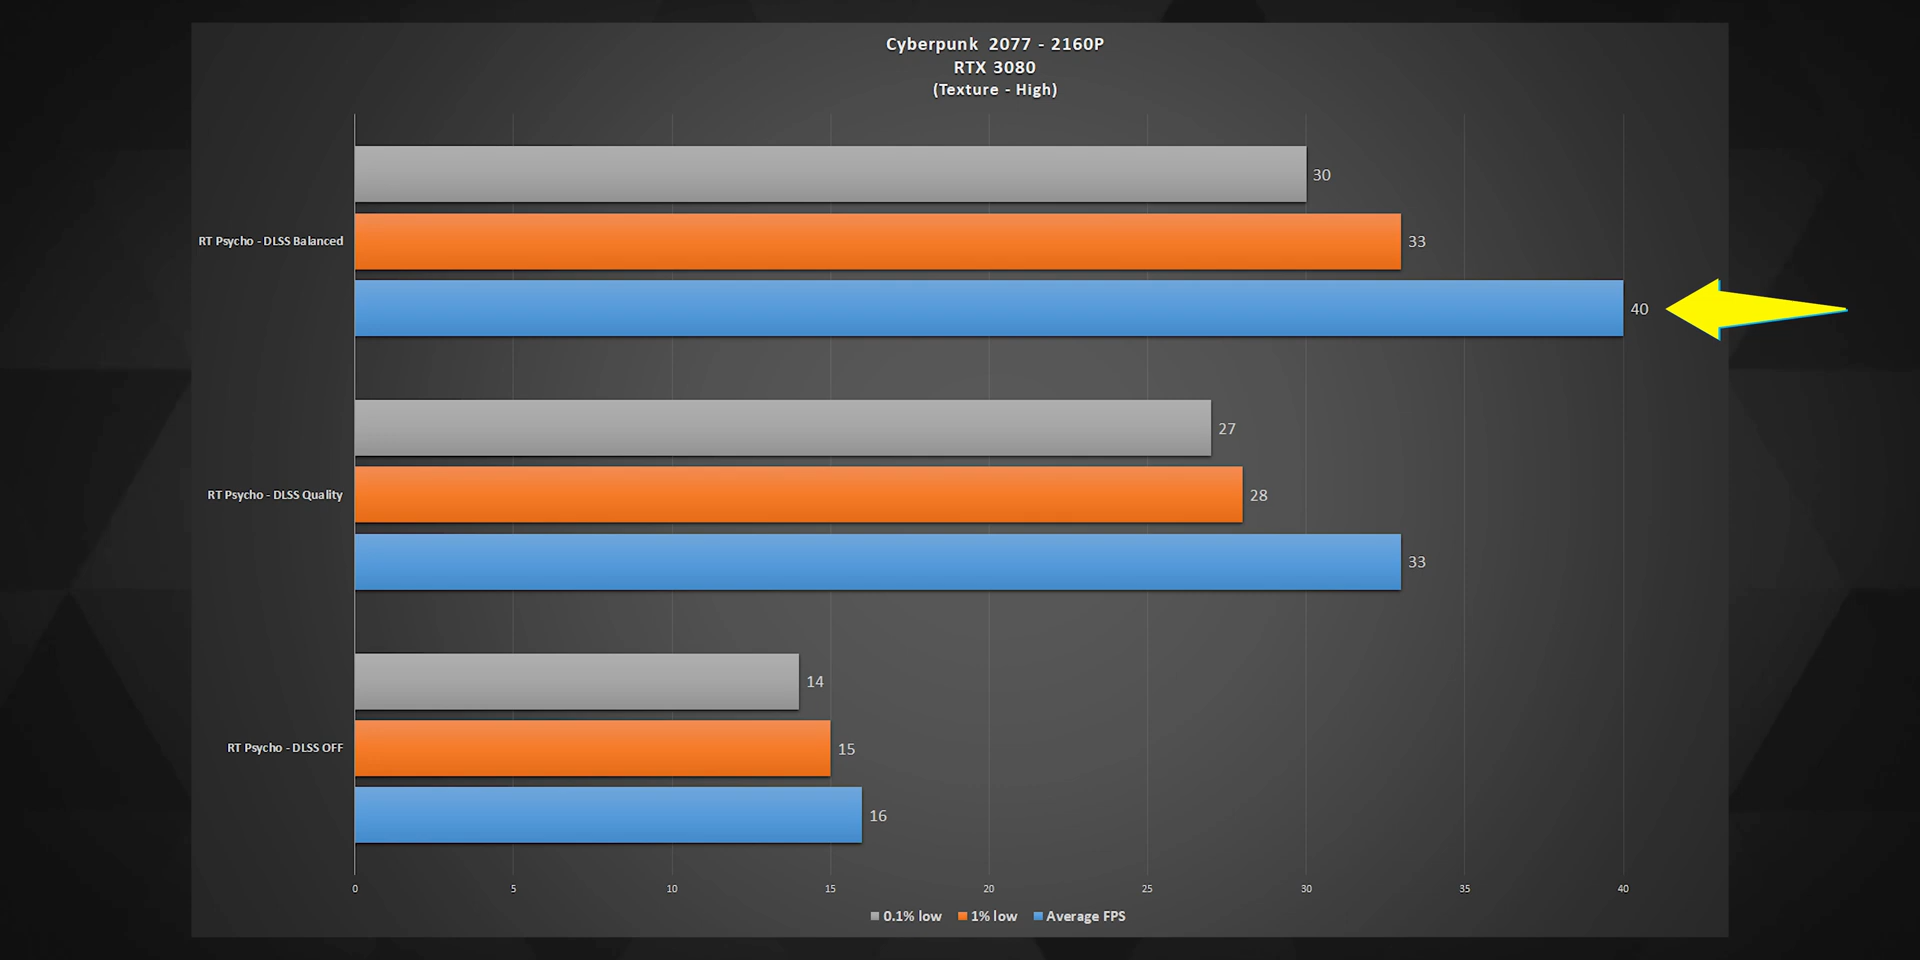 Cyberpunk 2077 - 2160P
RTX 3080
(Texture - High)
30
RT Psycho - DLSS Balanced
33
40
27
RT Psycho - DLSS Quality
28
33
14
RT Psycho - DLSS OFF
15
16
0 5 10 15 20 25 30 35 40
0.1% low 1% low Average FPS